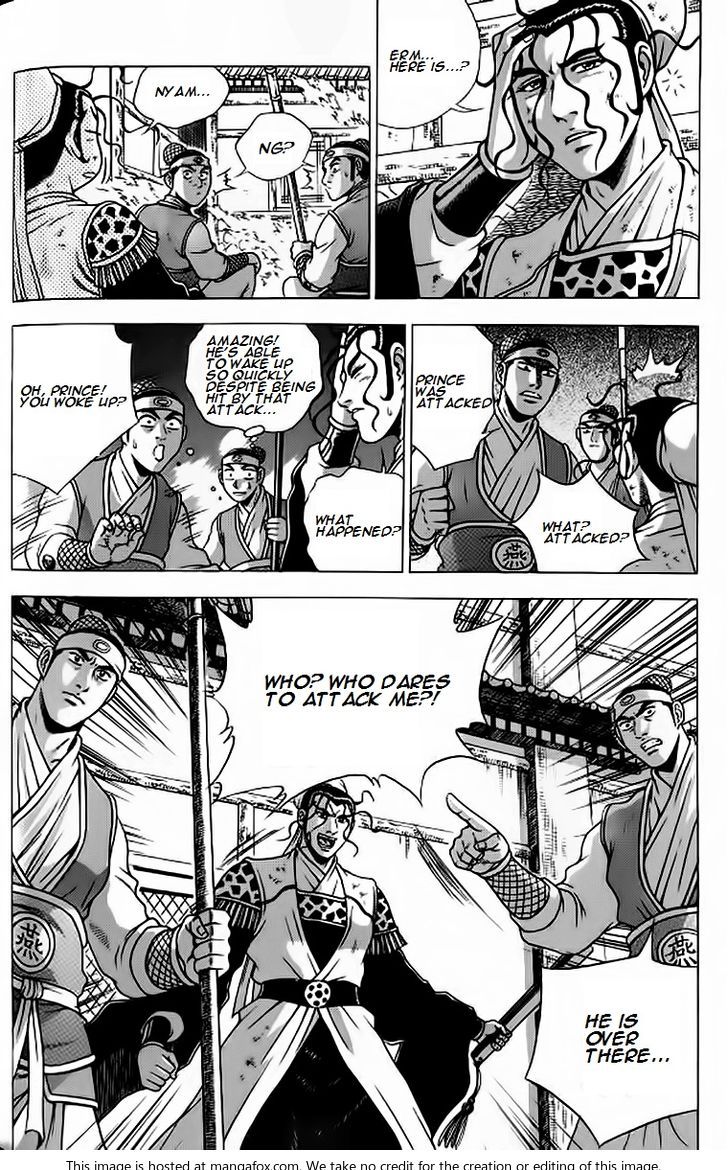 NYAM...
NG?
ERM...
HERE IS...?
OH, PRINCE!
YOU WOKE UP?
AMAZING!
HE'S ABLE
TO WAKE UP
SO QUICKLY
DESPITE BEING
HIT BY THAT
ATTACK...
WHAT
HAPPENED?
PRINCE
WAS
ATTACKED
WHAT?
ATTACKED?
燕
WHO? WHO DARES
TO ATTACK ME?!
燕
燕
HE IS
OVER
THERE...
This image is hosted at mangafox.com. We take no credit for the creation or editing of this image.